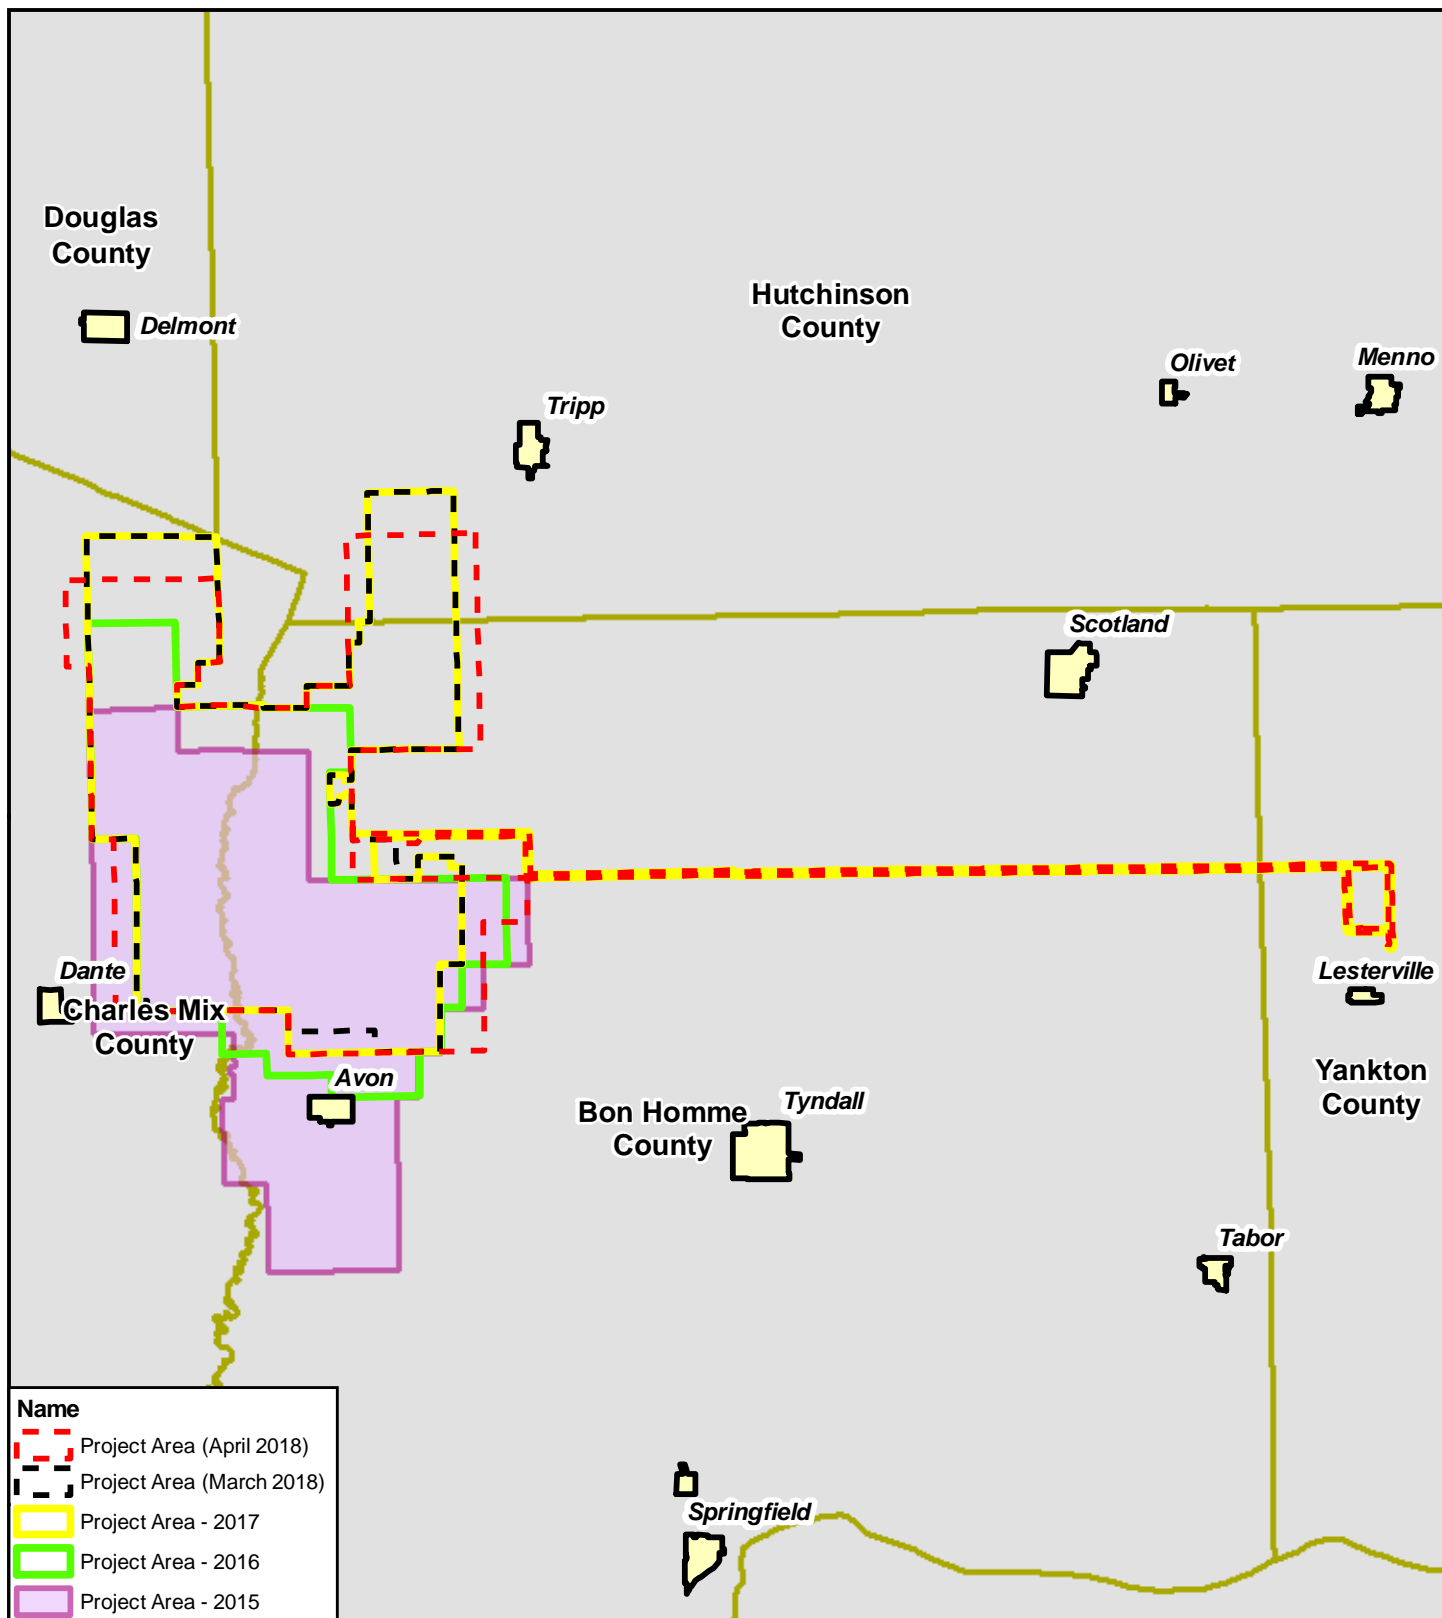 Douglas
County
Delmont
Hutchinson
County
Olivet
Menno
Tripp
Scotland
Dante
Charles Mix
County
Lesterville
Avon
Yankton
County
Bon Homme
County
Tyndall
Tabor
Springfield
Name
Project Area (April 2018)
Project Area (March 2018)
Project Area - 2017
Project Area - 2016
Project Area - 2015